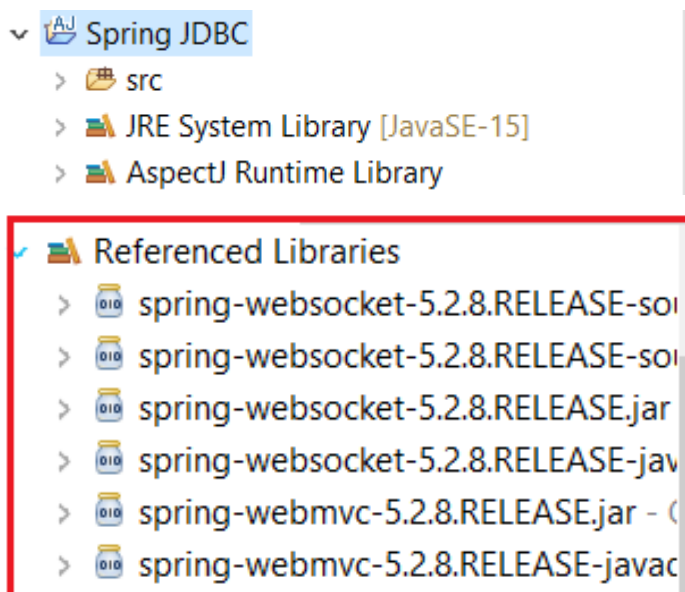 Spring JDBC
src
JRE System Library [JavaSE-15]
AspectJ Runtime Library
Referenced Libraries
spring-websocket-5.2.8.RELEASE-sou
spring-websocket-5.2.8.RELEASE-sou
spring-websocket-5.2.8.RELEASE.jar
spring-websocket-5.2.8.RELEASE-jav
spring-webmvc-5.2.8.RELEASE.jar -
spring-webmvc-5.2.8.RELEASE-javac